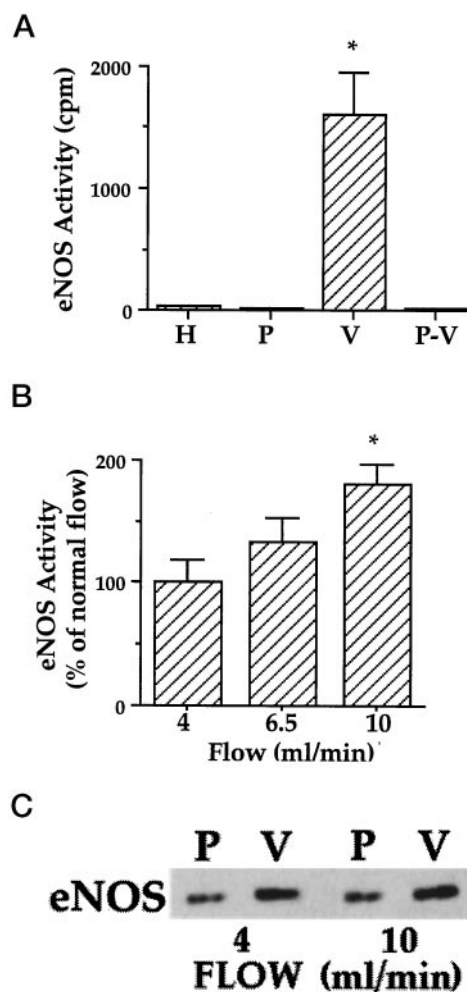 A
*
2000
1000
0
eNOS Activity (cpm)
H P V P-V
B
*
200
100
0
eNOS Activity
(% of normal flow)
4 6.5 10
Flow (ml/min)
C
P V P V
eNOS
4 10
FLOW (ml/min)